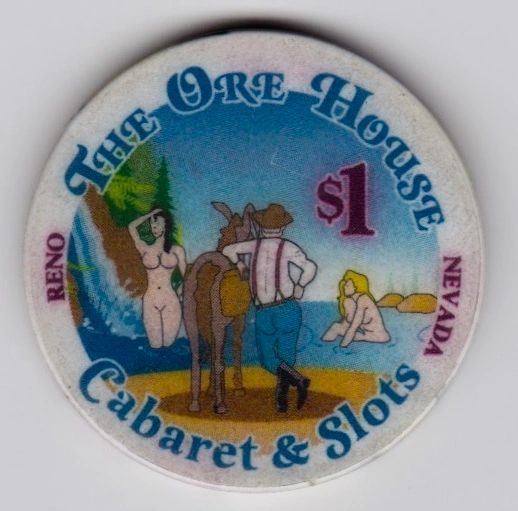 THE ORE HOUSE
$1
RENO
NEVADA
Cabaret & Slots